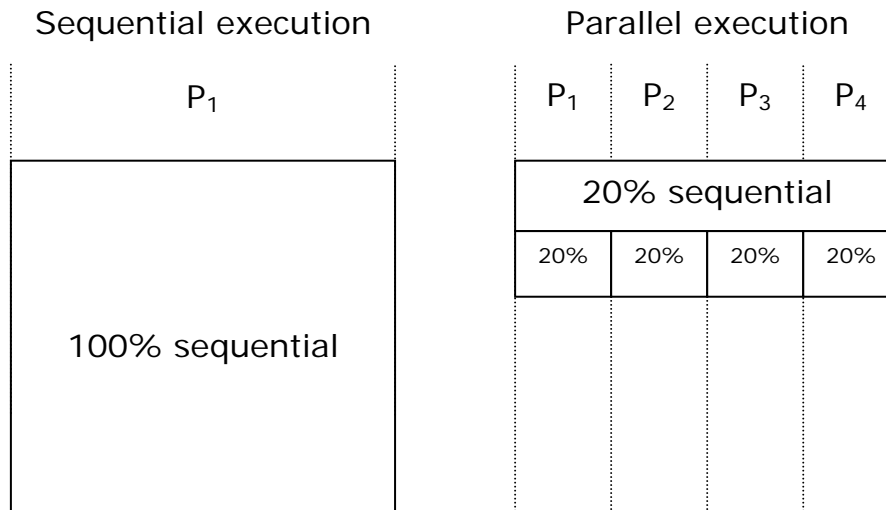 Sequential execution
Parallel execution
P₁
P₁ P₂ P₃ P₄
20% sequential
20% 20% 20% 20%
100% sequential